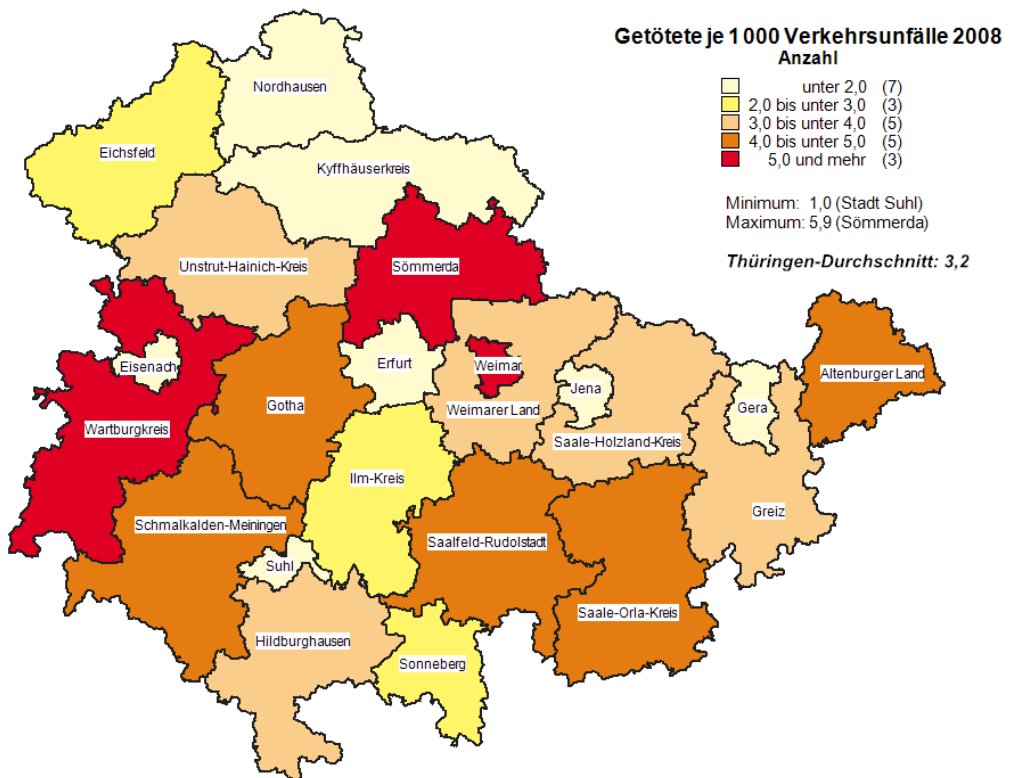 Getötete je 1 000 Verkehrsunfälle 2008
Anzahl
unter 2,0 (7)
2,0 bis unter 3,0 (3)
3,0 bis unter 4,0 (5)
4,0 bis unter 5,0 (5)
5,0 und mehr (3)
Minimum: 1,0 (Stadt Suhl)
Maximum: 5,9 (Sömmerda)
Thüringen-Durchschnitt: 3,2
Nordhausen
Eichsfeld
Kyffhäuserkreis
Unstrut-Hainich-Kreis
Sömmerda
Eisenach
Erfurt
Weimar
Altenburger Land
Jena
Gotha
Weimarer Land
Gera
Wartburgkreis
Saale-Holzland-Kreis
Ilm-Kreis
Greiz
Schmalkalden-Meiningen
Saalfeld-Rudolstadt
Suhl
Saale-Orla-Kreis
Hildburghausen
Sonneberg